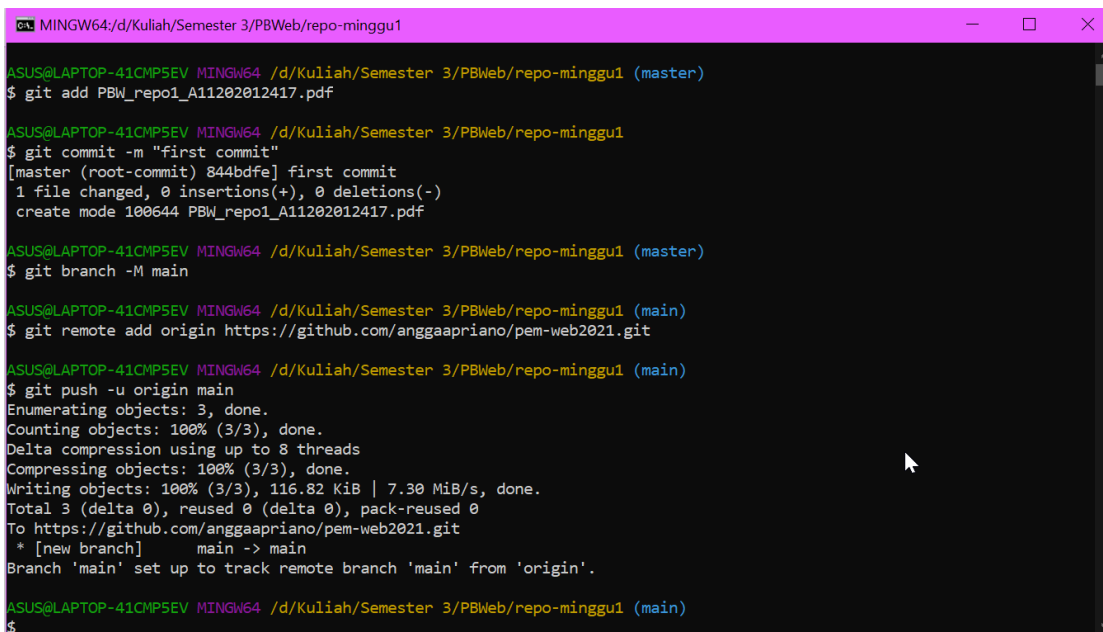 MINGW64:/d/Kuliah/Semester 3/PBWeb/repo-minggu1
ASUS@LAPTOP-41CMP5EV MINGW64 /d/Kuliah/Semester 3/PBWeb/repo-minggu1 (master)
$ git add PBW_repo1_A11202012417.pdf
ASUS@LAPTOP-41CMP5EV MINGW64 /d/Kuliah/Semester 3/PBWeb/repo-minggu1
$ git commit -m "first commit"
[master (root-commit) 844bdfe] first commit
 1 file changed, 0 insertions(+), 0 deletions(-)
 create mode 100644 PBW_repo1_A11202012417.pdf
ASUS@LAPTOP-41CMP5EV MINGW64 /d/Kuliah/Semester 3/PBWeb/repo-minggu1 (master)
$ git branch -M main
ASUS@LAPTOP-41CMP5EV MINGW64 /d/Kuliah/Semester 3/PBWeb/repo-minggu1 (main)
$ git remote add origin https://github.com/anggaapriano/pem-web2021.git
ASUS@LAPTOP-41CMP5EV MINGW64 /d/Kuliah/Semester 3/PBWeb/repo-minggu1 (main)
$ git push -u origin main
Enumerating objects: 3, done.
Counting objects: 100% (3/3), done.
Delta compression using up to 8 threads
Compressing objects: 100% (3/3), done.
Writing objects: 100% (3/3), 116.82 KiB | 7.30 MiB/s, done.
Total 3 (delta 0), reused 0 (delta 0), pack-reused 0
To https://github.com/anggaapriano/pem-web2021.git
 * [new branch]      main -> main
Branch 'main' set up to track remote branch 'main' from 'origin'.
ASUS@LAPTOP-41CMP5EV MINGW64 /d/Kuliah/Semester 3/PBWeb/repo-minggu1 (main)
$